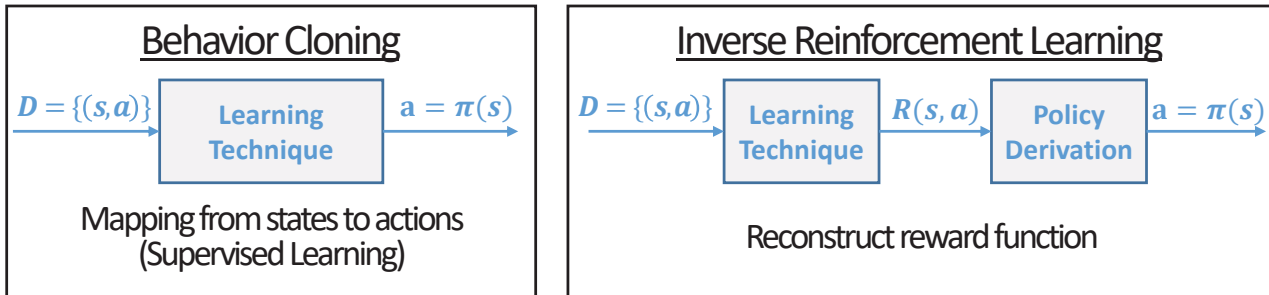 Behavior Cloning
D = {(s,a)}
Learning
Technique
a = π(s)
Mapping from states to actions
(Supervised Learning)
Inverse Reinforcement Learning
D = {(s,a)}
Learning
Technique
R(s, a)
Policy
Derivation
a = π(s)
Reconstruct reward function